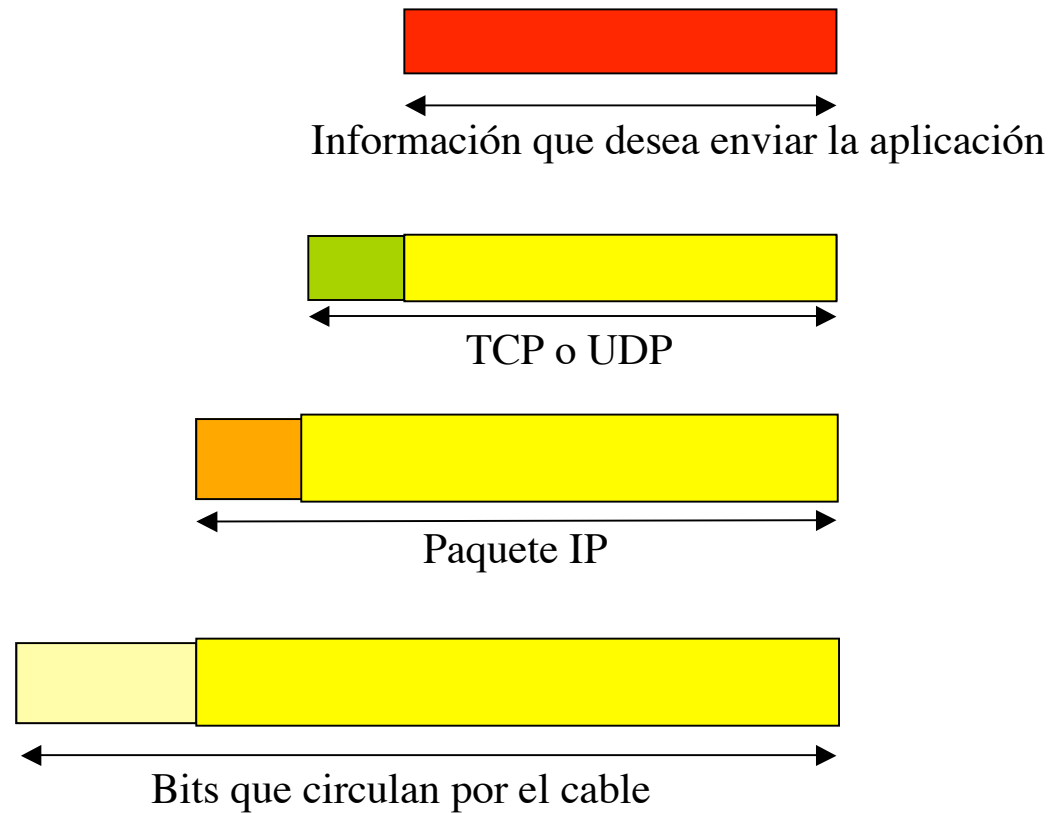 Información que desea enviar la aplicación
TCP o UDP
Paquete IP
Bits que circulan por el cable